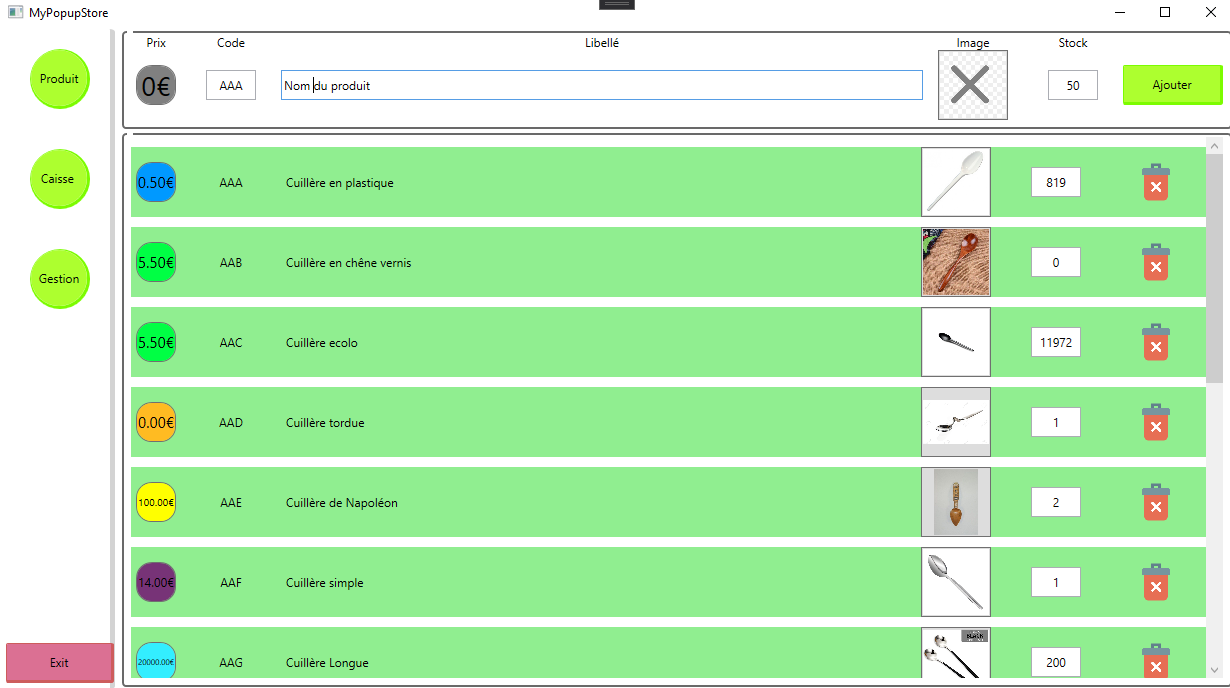 MyPopupStore
Produit
Caisse
Gestion
Exit
Prix Code Libellé Image Stock
0€ AAA Nom du produit 50 Ajouter
0.50€ AAA Cuillère en plastique 819
5.50€ AAB Cuillère en chêne vernis 0
5.50€ AAC Cuillère ecolo 11972
0.00€ AAD Cuillère tordue 1
100.00€ AAE Cuillère de Napoléon 2
14.00€ AAF Cuillère simple 1
20000.00€ AAG Cuillère Longue BLACK 200